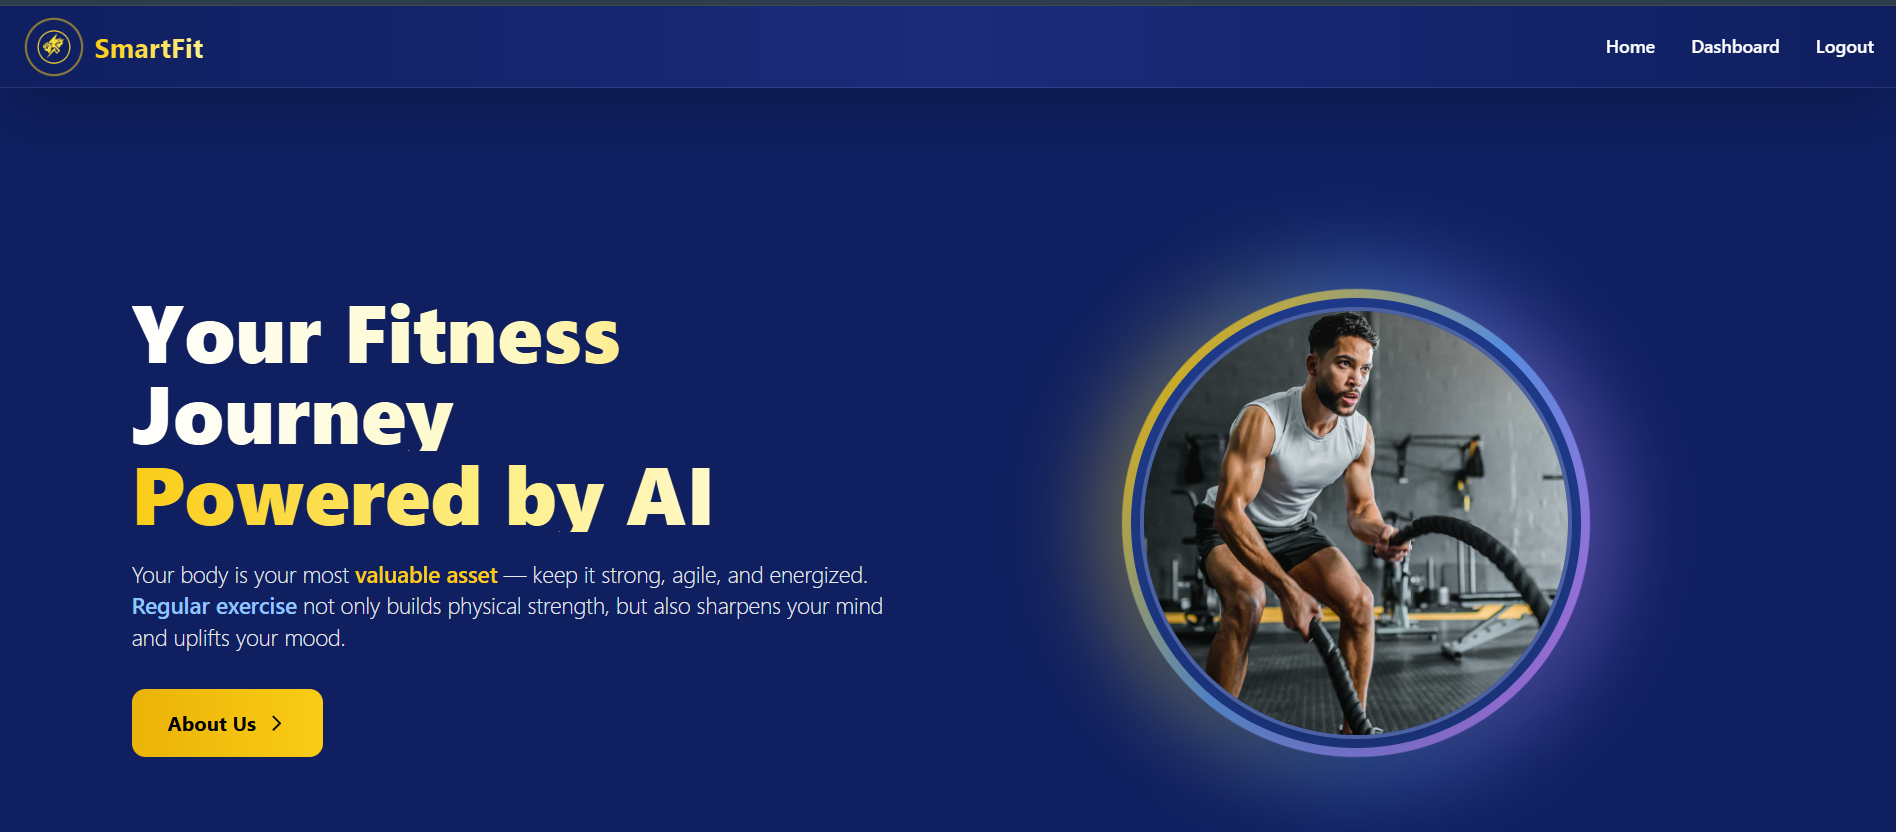 SmartFit
Home Dashboard Logout
Your Fitness
Journey
Powered by AI
Your body is your most valuable asset — keep it strong, agile, and energized.
Regular exercise not only builds physical strength, but also sharpens your mind
and uplifts your mood.
About Us